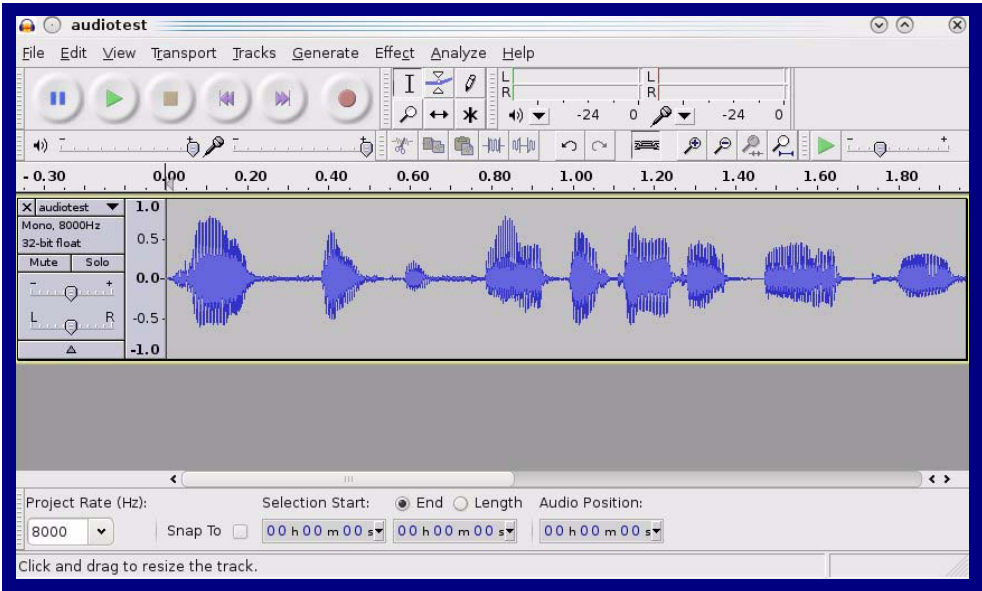 audiotest
File Edit View Transport Tracks Generate Effect Analyze Help
L
R
L
R
-24 0
-24 0
- +
- +
- +
- 0.30 0.00 0.20 0.40 0.60 0.80 1.00 1.20 1.40 1.60 1.80
X audiotest
Mono, 8000Hz
32-bit float
Mute Solo
- +
L R
1.0
0.5
0.0
-0.5
-1.0
Project Rate (Hz): Selection Start: End Length Audio Position:
8000 Snap To 00 h 00 m 00 s 00 h 00 m 00 s 00 h 00 m 00 s
Click and drag to resize the track.